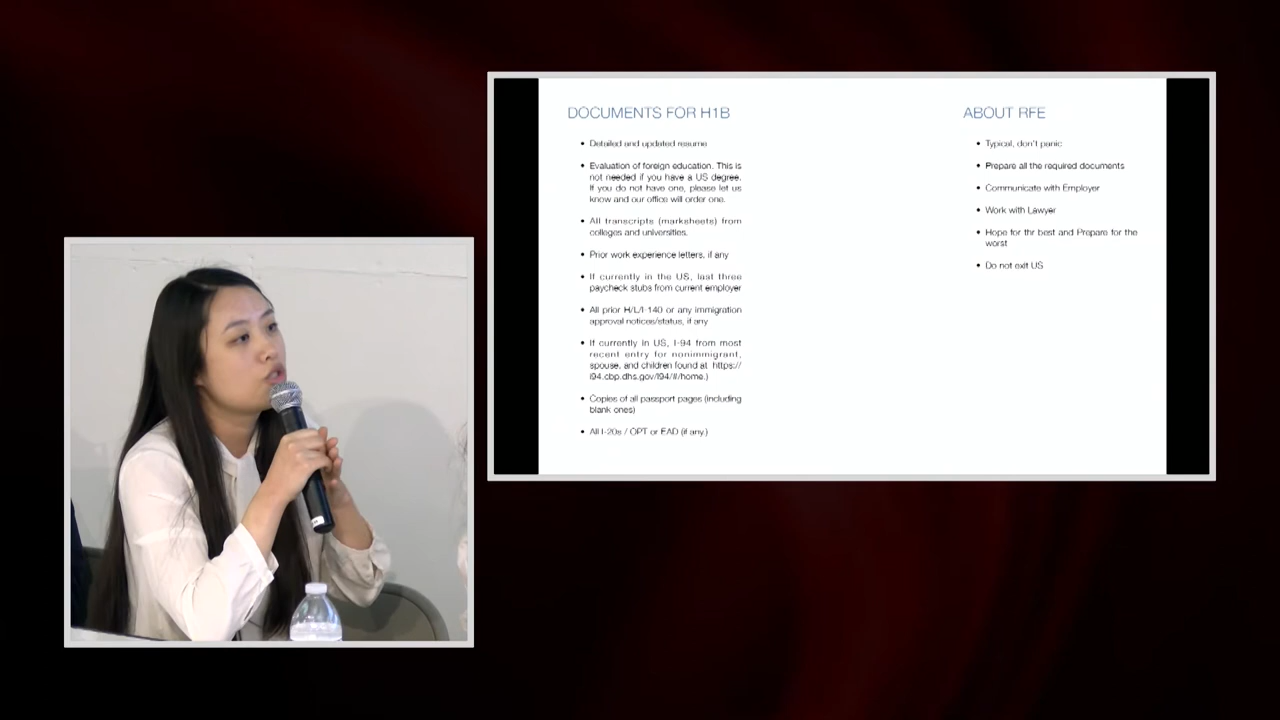 DOCUMENTS FOR H1B
• Detailed and updated resume
• Evaluation of foreign education. This is
not needed if you have a US degree.
If you do not have one, please let us
know and our office will order one.
• All transcripts (marksheets) from
colleges and universities.
• Prior work experience letters, if any
• If currently in the US, last three
paycheck stubs from current employer
• All prior H/L/I-140 or any immigration
approval notices/status, if any
• If currently in US, I-94 from most
recent entry for nonimmigrant,
spouse, and children found at https://
i94.cbp.dhs.gov/I94/#/home.)
• Copies of all passport pages (including
blank ones)
• All I-20s / OPT or EAD (if any.)
ABOUT RFE
• Typical, don't panic
• Prepare all the required documents
• Communicate with Employer
• Work with Lawyer
• Hope for thr best and Prepare for the
worst
• Do not exit US